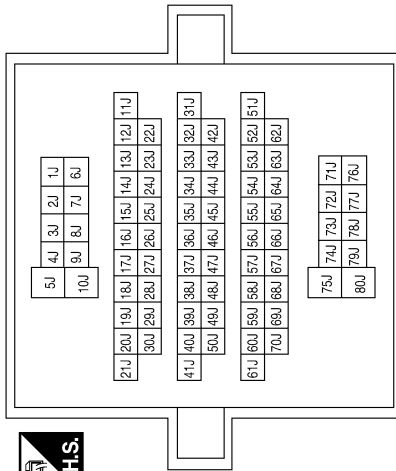 H.S.
5J 4J 3J 2J 1J
10J 9J 8J 7J 6J
21J 20J 19J 18J 17J 16J 15J 14J 13J 12J 11J
30J 29J 28J 27J 26J 25J 24J 23J 22J
41J 40J 39J 38J 37J 36J 35J 34J 33J 32J 31J
50J 49J 48J 47J 46J 45J 44J 43J 42J
61J 60J 59J 58J 57J 56J 55J 54J 53J 52J 51J
70J 69J 68J 67J 66J 65J 64J 63J 62J
75J 74J 73J 72J 71J
80J 79J 78J 77J 76J